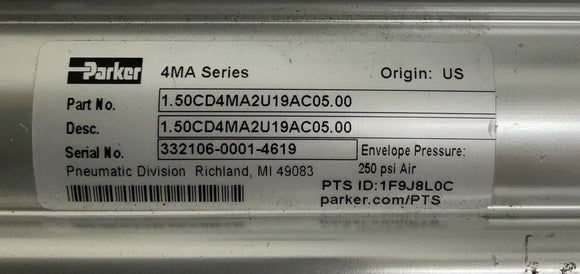 Parker 4MA Series Origin: US
Part No. 1.50CD4MA2U19AC05.00
Desc. 1.50CD4MA2U19AC05.00
Serial No. 332106-0001-4619 Envelope Pressure:
Pneumatic Division Richland, MI 49083 250 psi Air
PTS ID:1F9J8L0C
parker.com/PTS